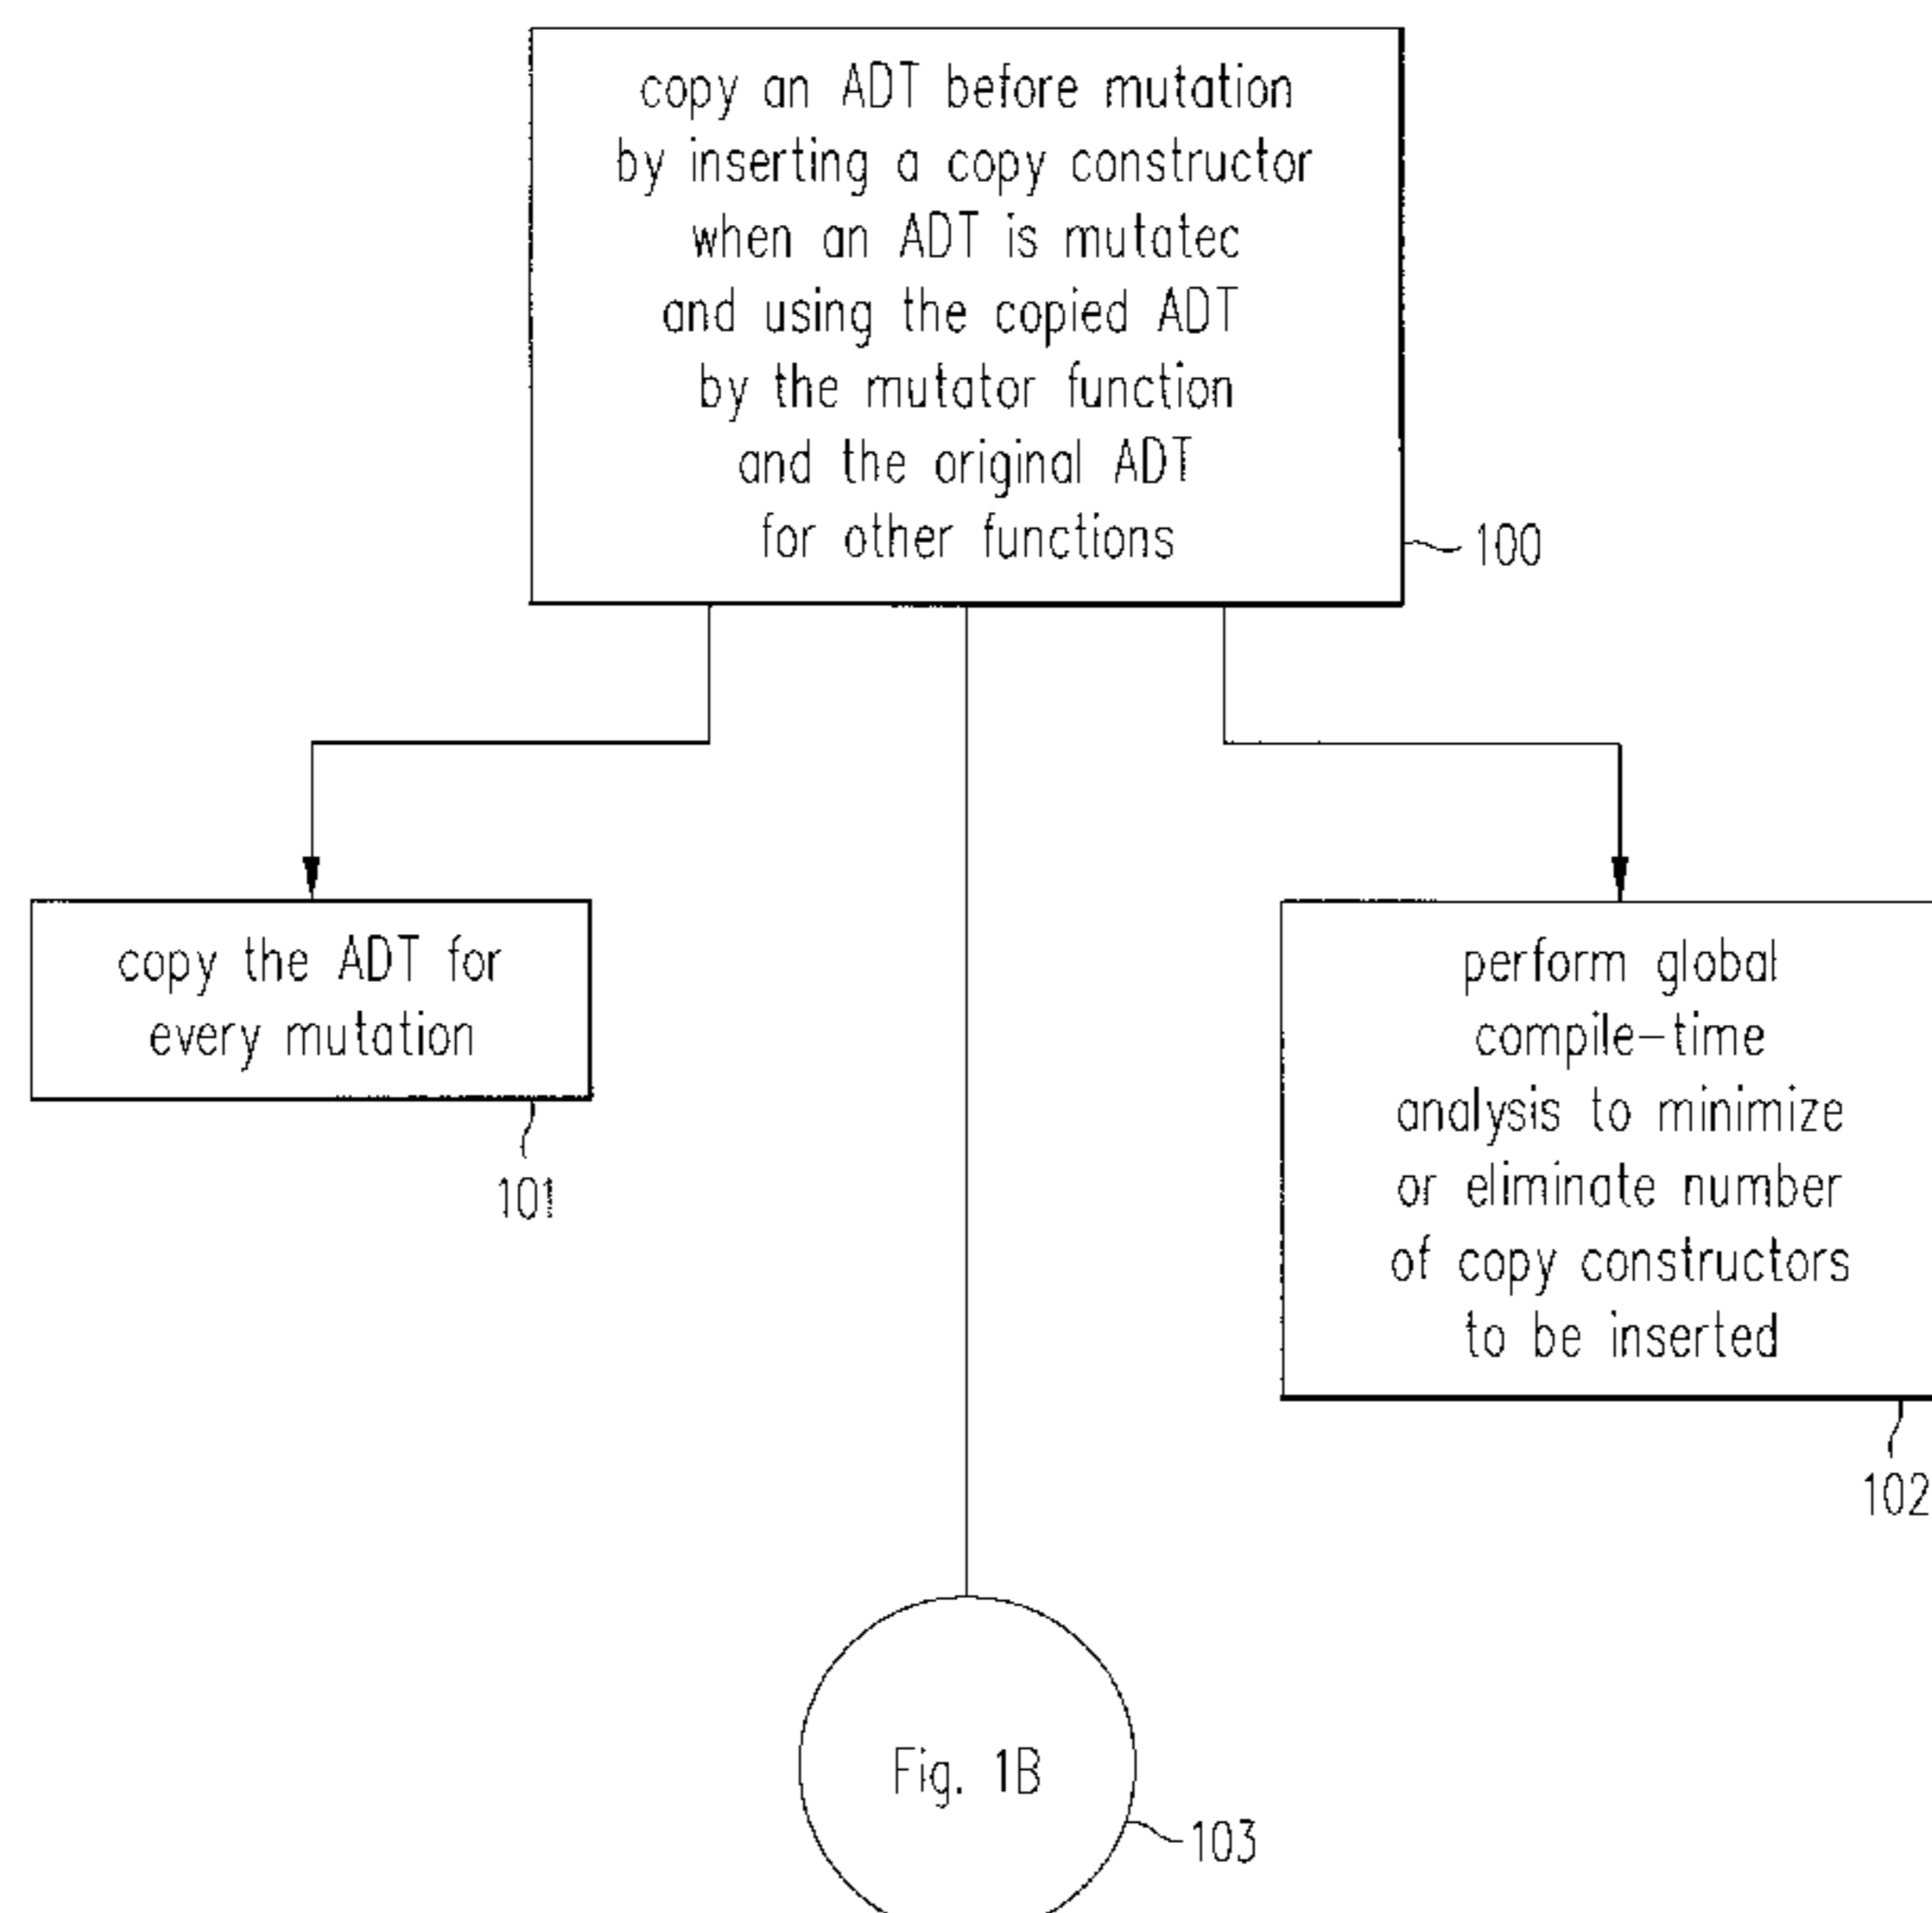 copy an ADT before mutation
by inserting a copy constructor
when an ADT is mutatec
and using the copied ADT
by the mutator function
and the original ADT
for other functions
100
copy the ADT for
every mutation
101
perform global
compile-time
analysis to minimize
or eliminate number
of copy constructors
to be inserted
102
Fig. 1B
103